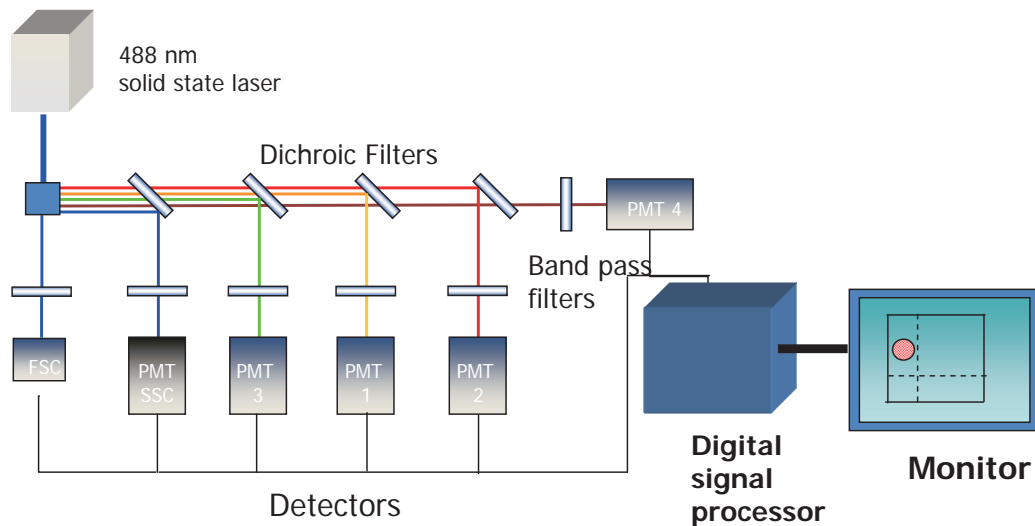 488 nm
solid state laser
Dichroic Filters
PMT 4
Band pass
filters
FSC
PMT
SSC
PMT
3
PMT
1
PMT
2
Digital
signal
processor
Monitor
Detectors